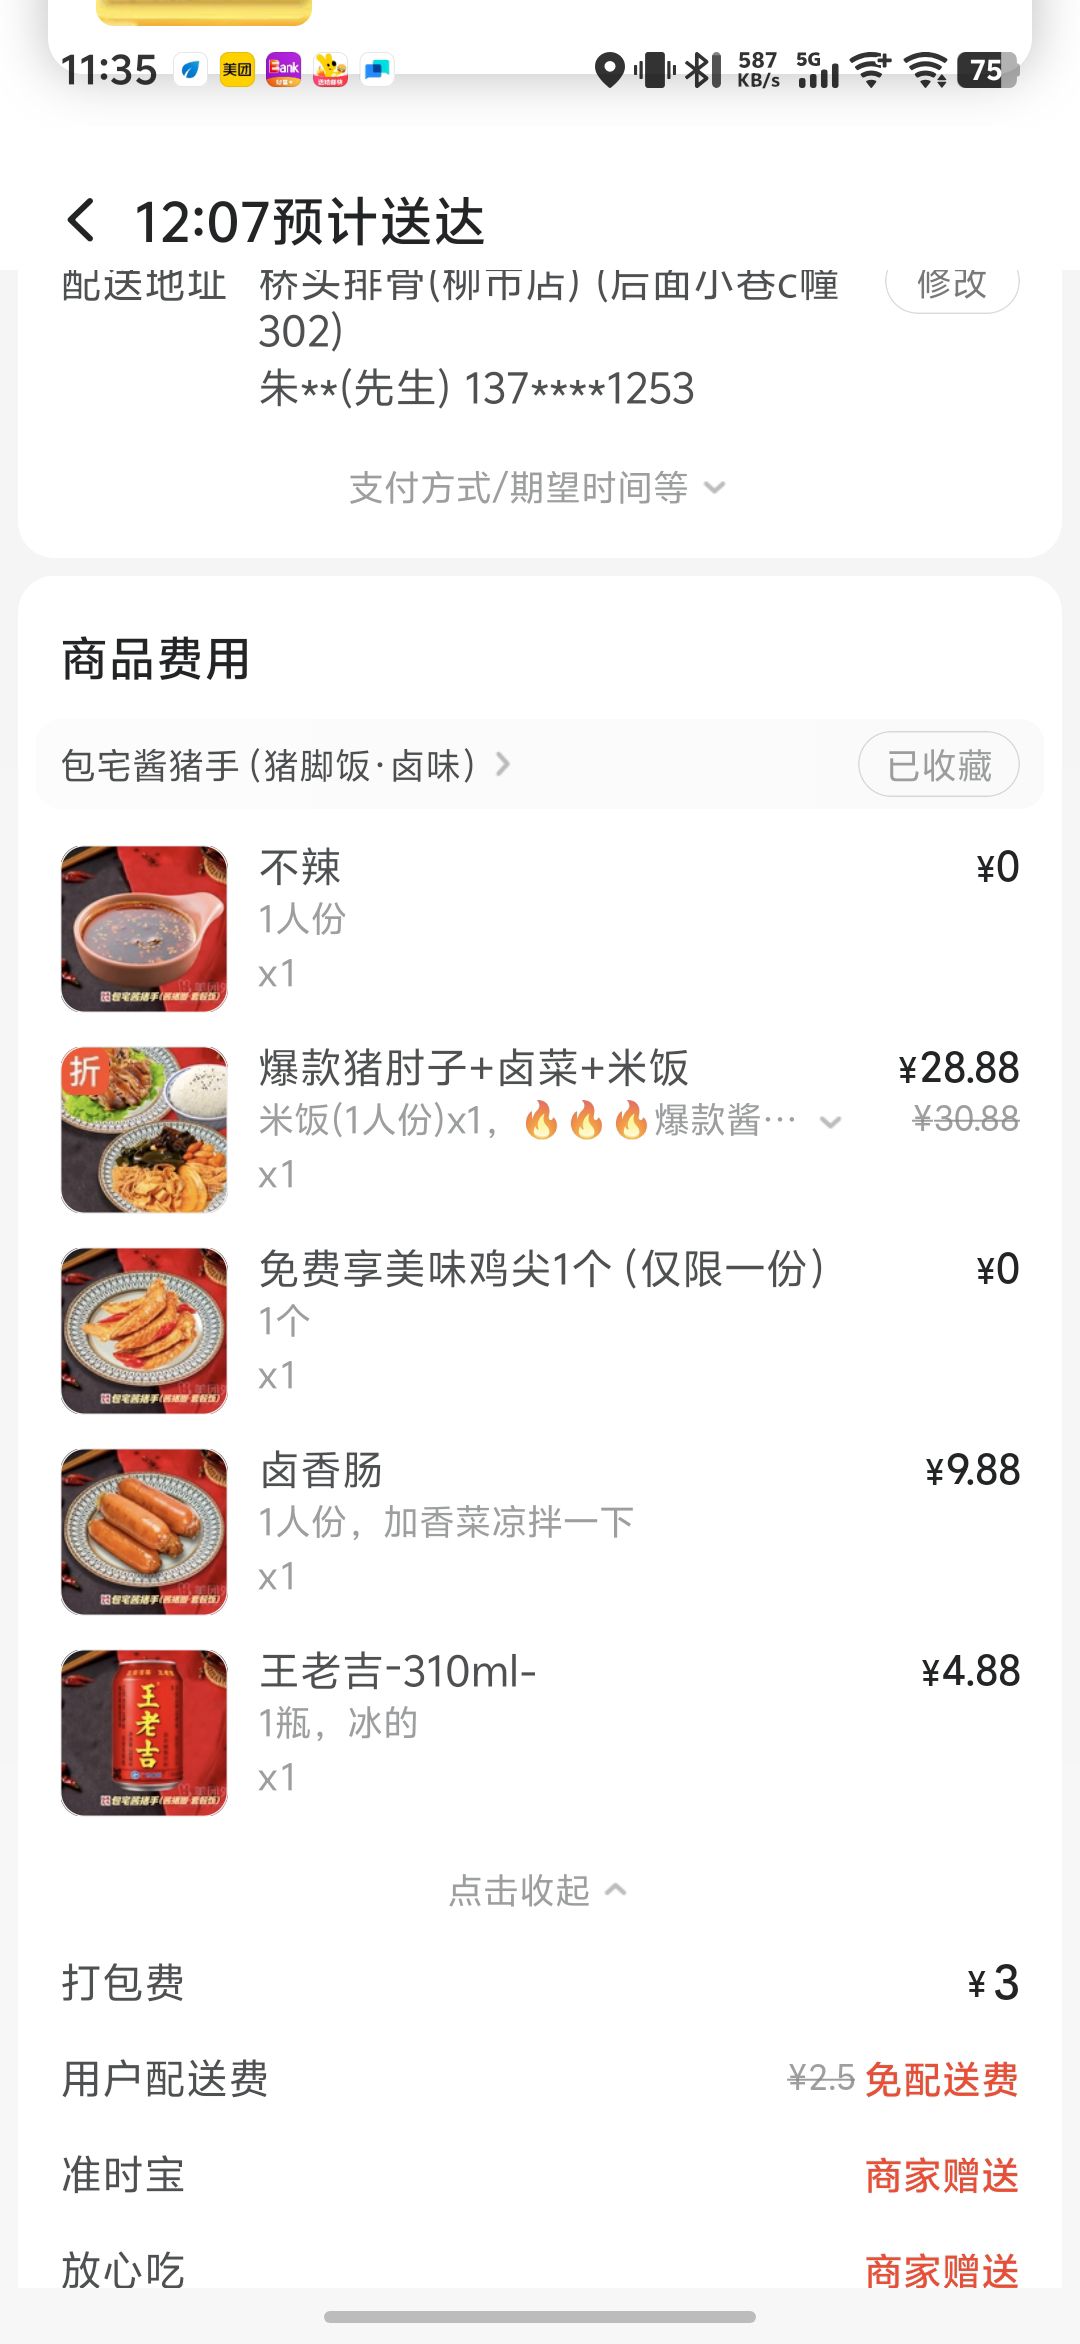 11:35
美团
Bank
587
KB/s
5G
75
12:07预计送达
配送地址
桥头排骨(柳市店) (后面小巷c幢
302)
修改
朱**(先生) 137****1253
支付方式/期望时间等
商品费用
包宅酱猪手 (猪脚饭·卤味)
已收藏
不辣
¥0
1人份
x1
折
爆款猪肘子+卤菜+米饭
¥28.88
米饭(1人份)x1，🔥🔥🔥爆款酱…
¥30.88
x1
免费享美味鸡尖1个 (仅限一份)
¥0
1个
x1
卤香肠
¥9.88
1人份，加香菜凉拌一下
x1
王老吉
王老吉-310ml-
¥4.88
1瓶，冰的
x1
点击收起
打包费
¥3
用户配送费
¥2.5 免配送费
准时宝
商家赠送
放心吃
商家赠送